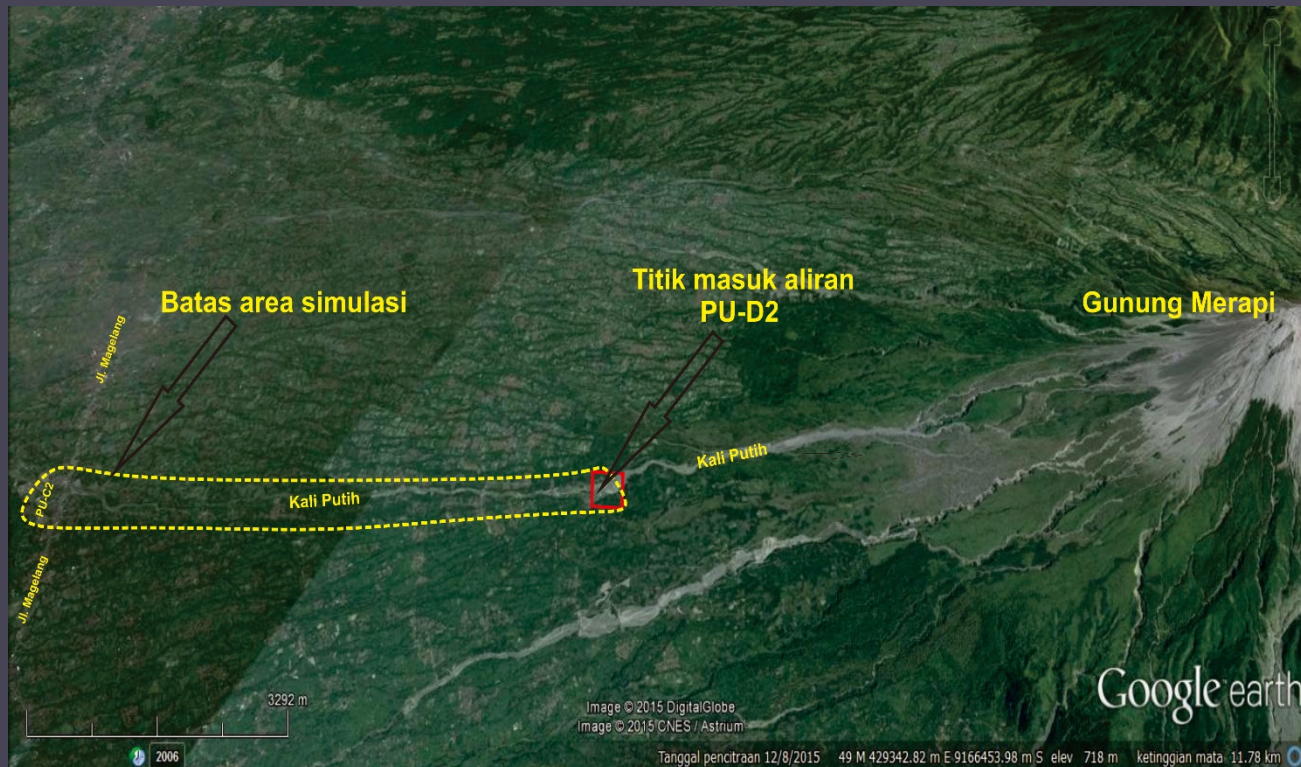 Batas area simulasi
Titik masuk aliran
PU-D2
Gunung Merapi
Jl. Magelang
Kali Putih
PU-C2
Kali Putih
Jl. Magelang
3292 m
Image © 2015 DigitalGlobe
Image © 2015 CNES / Astrium
Google earth
2006
Tanggal pencitraan 12/8/2015 49 M 429342.82 m E 9166453.98 m S elev 718 m ketinggian mata 11.78 km